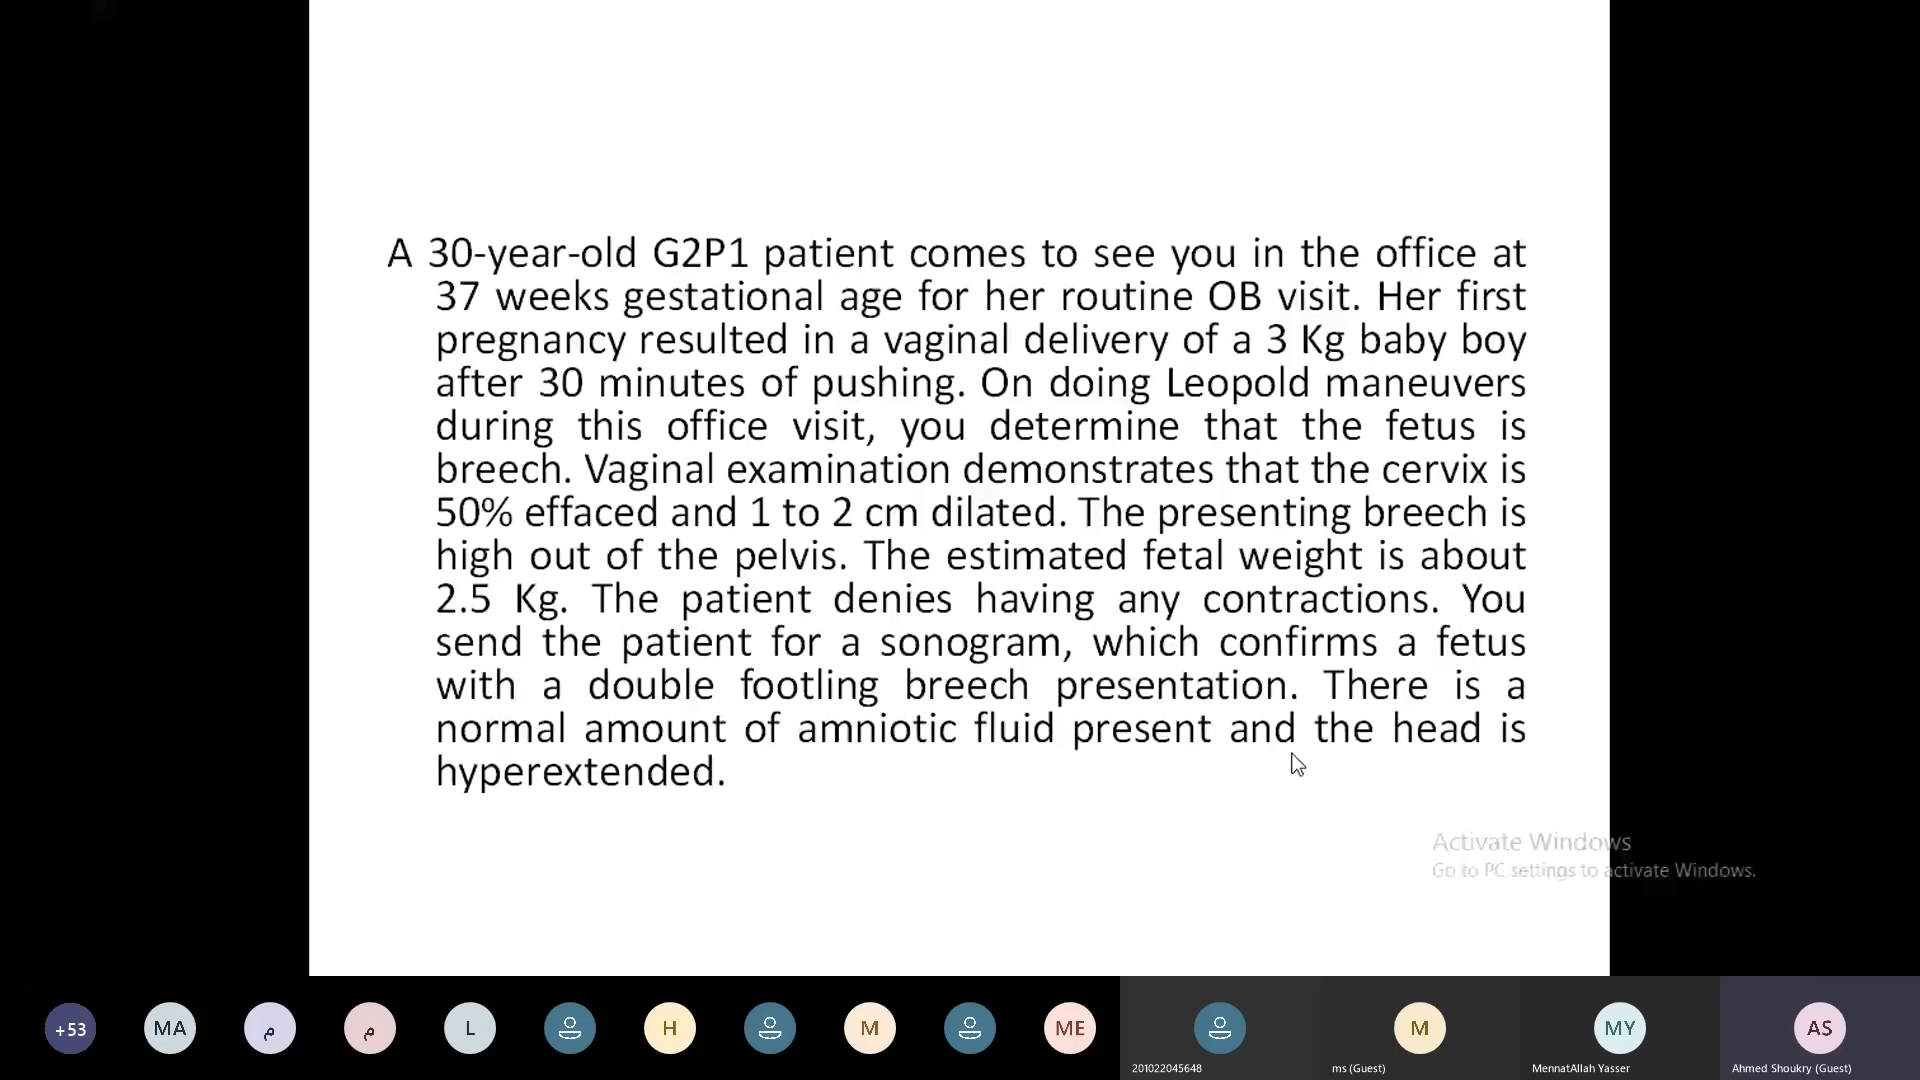 A 30-year-old G2P1 patient comes to see you in the office at
37 weeks gestational age for her routine OB visit. Her first
pregnancy resulted in a vaginal delivery of a 3 Kg baby boy
after 30 minutes of pushing. On doing Leopold maneuvers
during this office visit, you determine that the fetus is
breech. Vaginal examination demonstrates that the cervix is
50% effaced and 1 to 2 cm dilated. The presenting breech is
high out of the pelvis. The estimated fetal weight is about
2.5 Kg. The patient denies having any contractions. You
send the patient for a sonogram, which confirms a fetus
with a double footling breech presentation. There is a
normal amount of amniotic fluid present and the head is
hyperextended.
Activate Windows
Go to PC settings to activate Windows.
+53
MA
م
م
L
H
M
ME
M
MY
AS
201022045648
ms (Guest)
MennatAllah Yasser
Ahmed Shoukry (Guest)